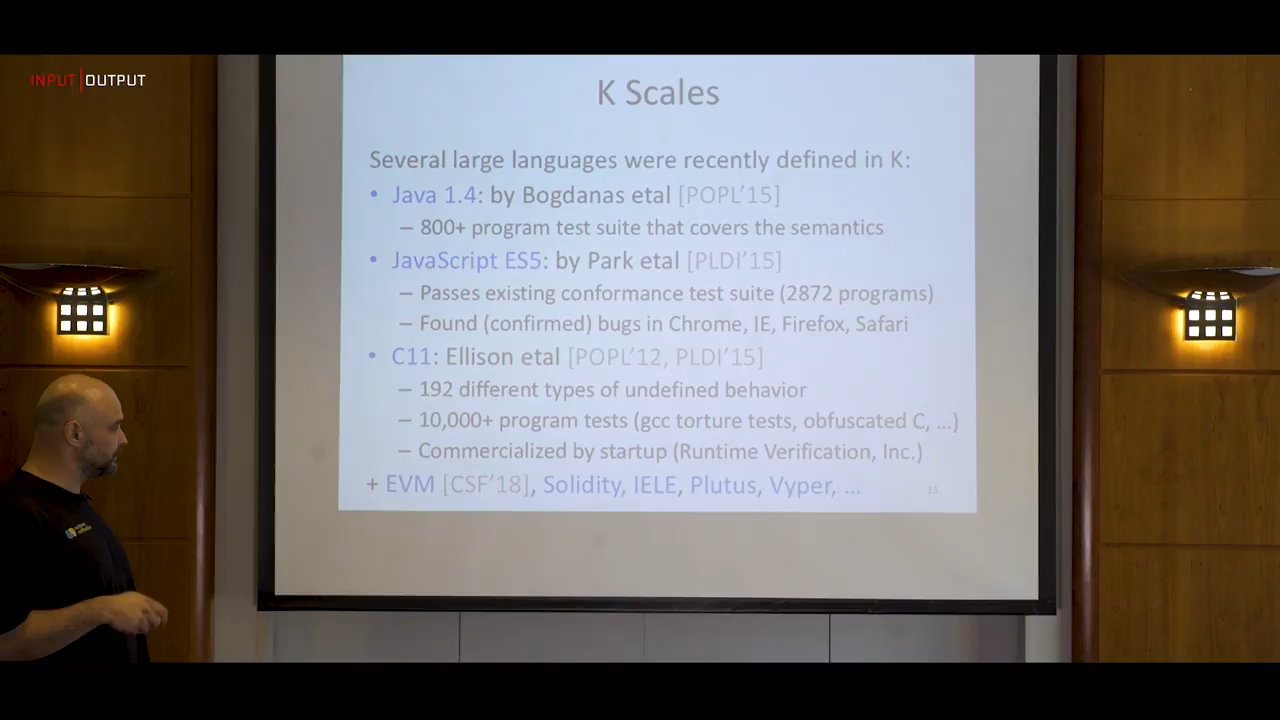 INPUT|OUTPUT
K Scales
Several large languages were recently defined in K:
• Java 1.4: by Bogdanas etal [POPL’15]
– 800+ program test suite that covers the semantics
• JavaScript ES5: by Park etal [PLDI’15]
– Passes existing conformance test suite (2872 programs)
– Found (confirmed) bugs in Chrome, IE, Firefox, Safari
• C11: Ellison etal [POPL’12, PLDI’15]
– 192 different types of undefined behavior
– 10,000+ program tests (gcc torture tests, obfuscated C, …)
– Commercialized by startup (Runtime Verification, Inc.)
+ EVM [CSF’18], Solidity, IELE, Plutus, Vyper, …
13